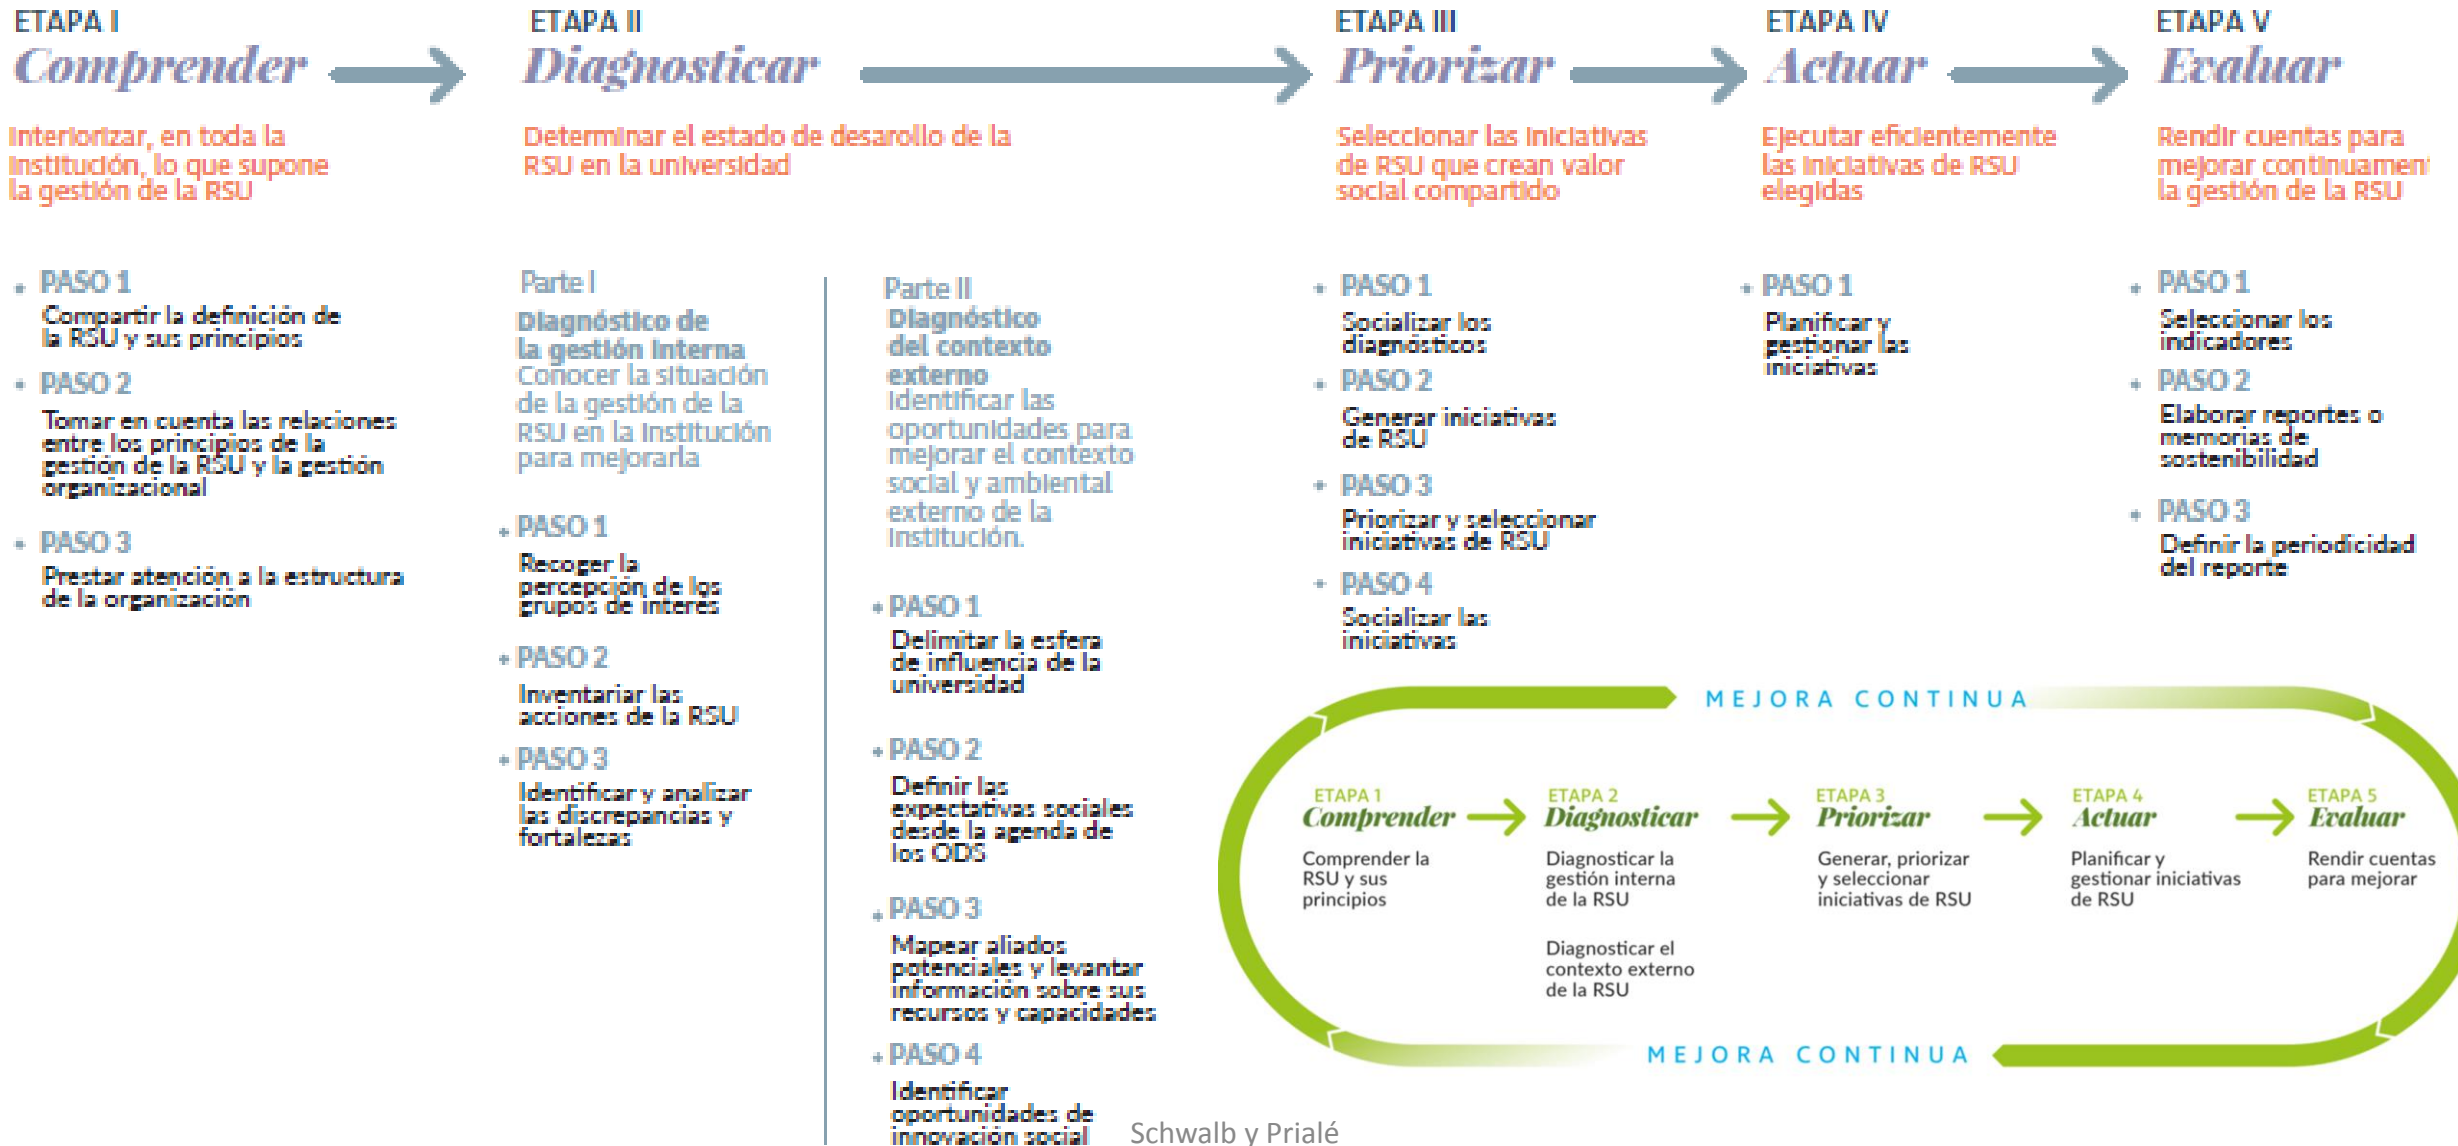 ETAPA I
Comprender
Interiorizar, en toda la
institución, lo que supone
la gestión de la RSU
PASO 1
Compartir la definición de
la RSU y sus principios
PASO 2
Tomar en cuenta las relaciones
entre los principios de la
gestión de la RSU y la gestión
organizacional
PASO 3
Prestar atención a la estructura
de la organización
ETAPA II
Diagnosticar
Determinar el estado de desarollo de la
RSU en la universidad
Parte I
Diagnóstico de
la gestión interna
Conocer la situación
de la gestión de la
RSU en la institución
para mejorarla
PASO 1
Recoger la
percepción de los
grupos de interés
PASO 2
Inventariar las
acciones de la RSU
PASO 3
Identificar y analizar
las discrepancias y
fortalezas
Parte II
Diagnóstico
del contexto
externo
Identificar las
oportunidades para
mejorar el contexto
social y ambiental
externo de la
institución.
PASO 1
Delimitar la esfera
de influencia de la
universidad
PASO 2
Definir las
expectativas sociales
desde la agenda de
los ODS
PASO 3
Mapear aliados
potenciales y levantar
información sobre sus
recursos y capacidades
PASO 4
Identificar
oportunidades de
innovación social
ETAPA III
Priorizar
Seleccionar las iniciativas
de RSU que crean valor
social compartido
PASO 1
Socializar los
diagnósticos
PASO 2
Generar iniciativas
de RSU
PASO 3
Priorizar y seleccionar
iniciativas de RSU
PASO 4
Socializar las
iniciativas
ETAPA IV
Actuar
Ejecutar eficientemente
las iniciativas de RSU
elegidas
PASO 1
Planificar y
gestionar las
iniciativas
ETAPA V
Evaluar
Rendir cuentas para
mejorar continuamen
la gestión de la RSU
PASO 1
Seleccionar los
indicadores
PASO 2
Elaborar reportes o
memorias de
sostenibilidad
PASO 3
Definir la periodicidad
del reporte
MEJORA CONTINUA
ETAPA 1
Comprender
Comprender la
RSU y sus
principios
ETAPA 2
Diagnosticar
Diagnosticar la
gestión interna
de la RSU
Diagnosticar el
contexto externo
de la RSU
ETAPA 3
Priorizar
Generar, priorizar
y seleccionar
iniciativas de RSU
ETAPA 4
Actuar
Planificar y
gestionar iniciativas
de RSU
ETAPA 5
Evaluar
Rendir cuentas
para mejorar
MEJORA CONTINUA
Schwalb y Prialé